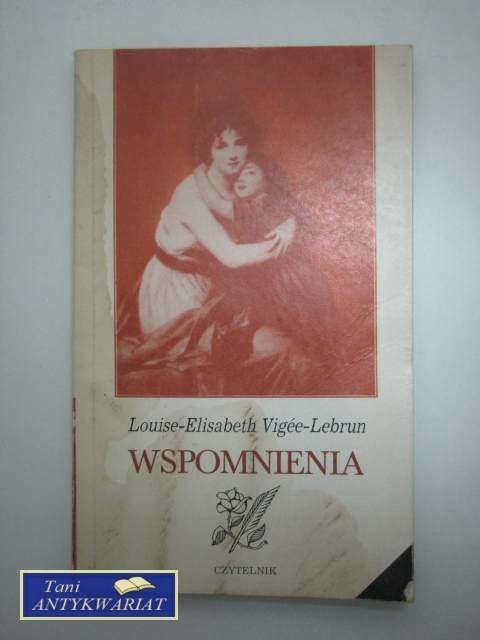 Louise-Elisabeth Vigée-Lebrun
WSPOMNIENIA
CZYTELNIK
Tani
ANTYKWARIAT